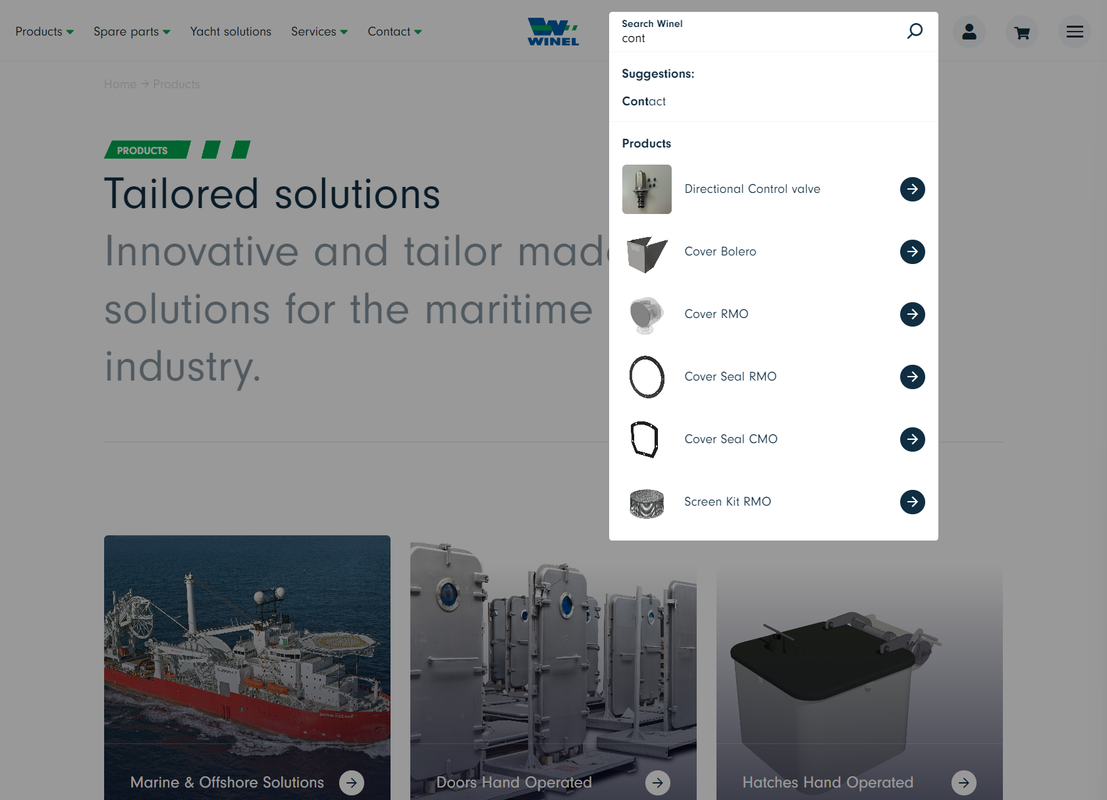 Products
Spare parts
Yacht solutions
Services
Contact
WINEL
Search Winel
cont
Suggestions:
Contact
Products
Directional Control valve
Cover Bolero
Cover RMO
Cover Seal RMO
Cover Seal CMO
Screen Kit RMO
Home → Products
PRODUCTS
Tailored solutions
Innovative and tailor made
solutions for the maritime
industry.
Marine & Offshore Solutions
Doors Hand Operated
Hatches Hand Operated